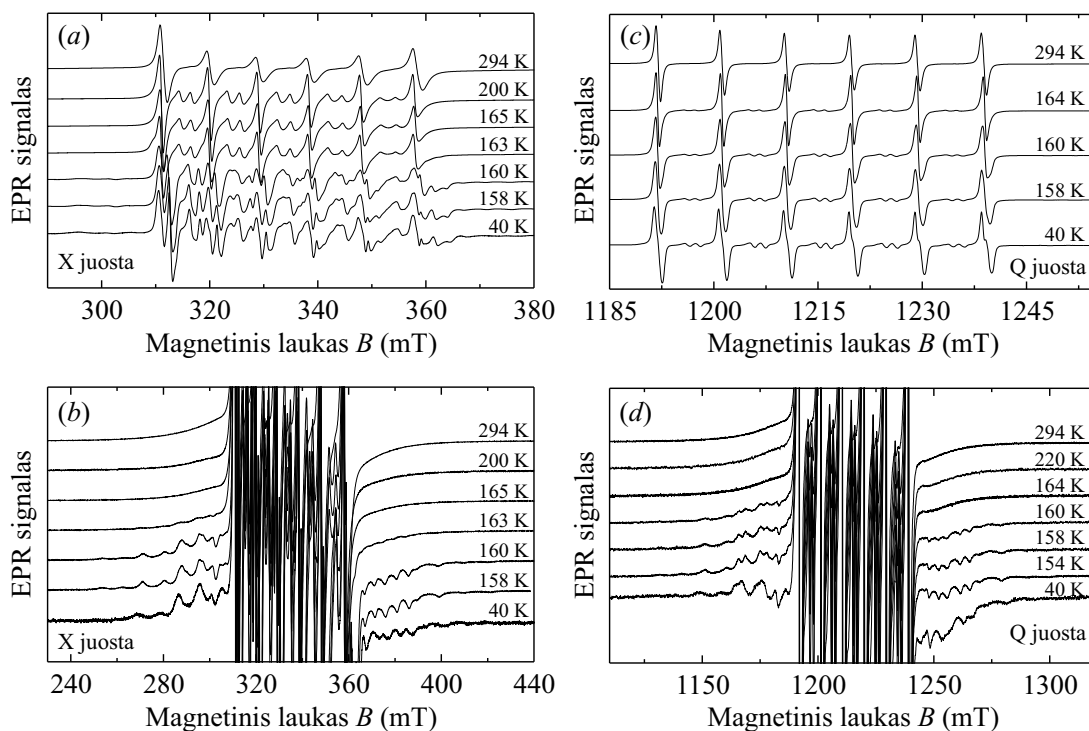 (a)
EPR signalas
294 K
200 K
165 K
163 K
160 K
158 K
40 K
X juosta
300 320 340 360 380
Magnetinis laukas B (mT)
(c)
EPR signalas
294 K
164 K
160 K
158 K
40 K
Q juosta
1185 1200 1215 1230 1245
Magnetinis laukas B (mT)
(b)
EPR signalas
294 K
200 K
165 K
163 K
160 K
158 K
40 K
X juosta
240 280 320 360 400 440
Magnetinis laukas B (mT)
(d)
EPR signalas
294 K
220 K
164 K
160 K
158 K
154 K
40 K
Q juosta
1150 1200 1250 1300
Magnetinis laukas B (mT)